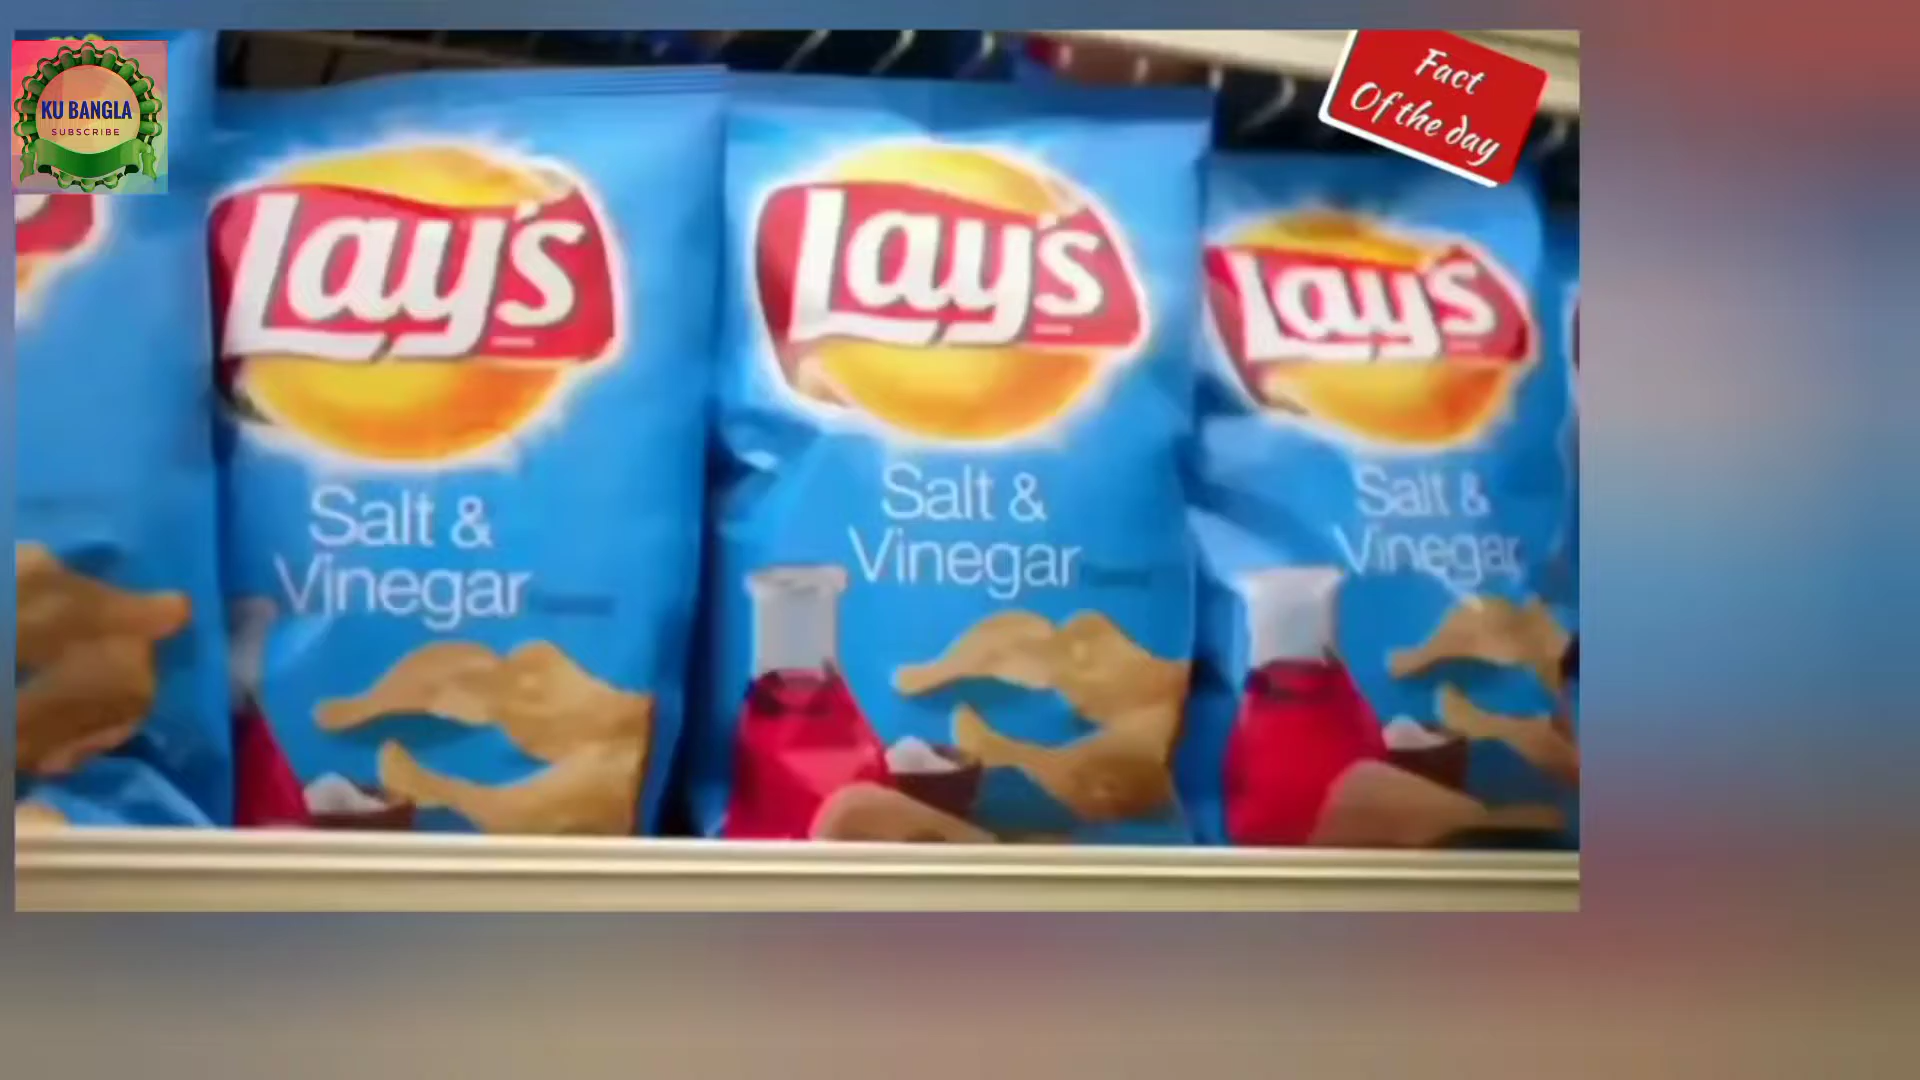 KU BANGLA
SUBSCRIBE
Fact
Of the day
Lay's
Salt &
Vinegar
Lay's
Salt &
Vinegar
Lay's
Salt &
Vinegar